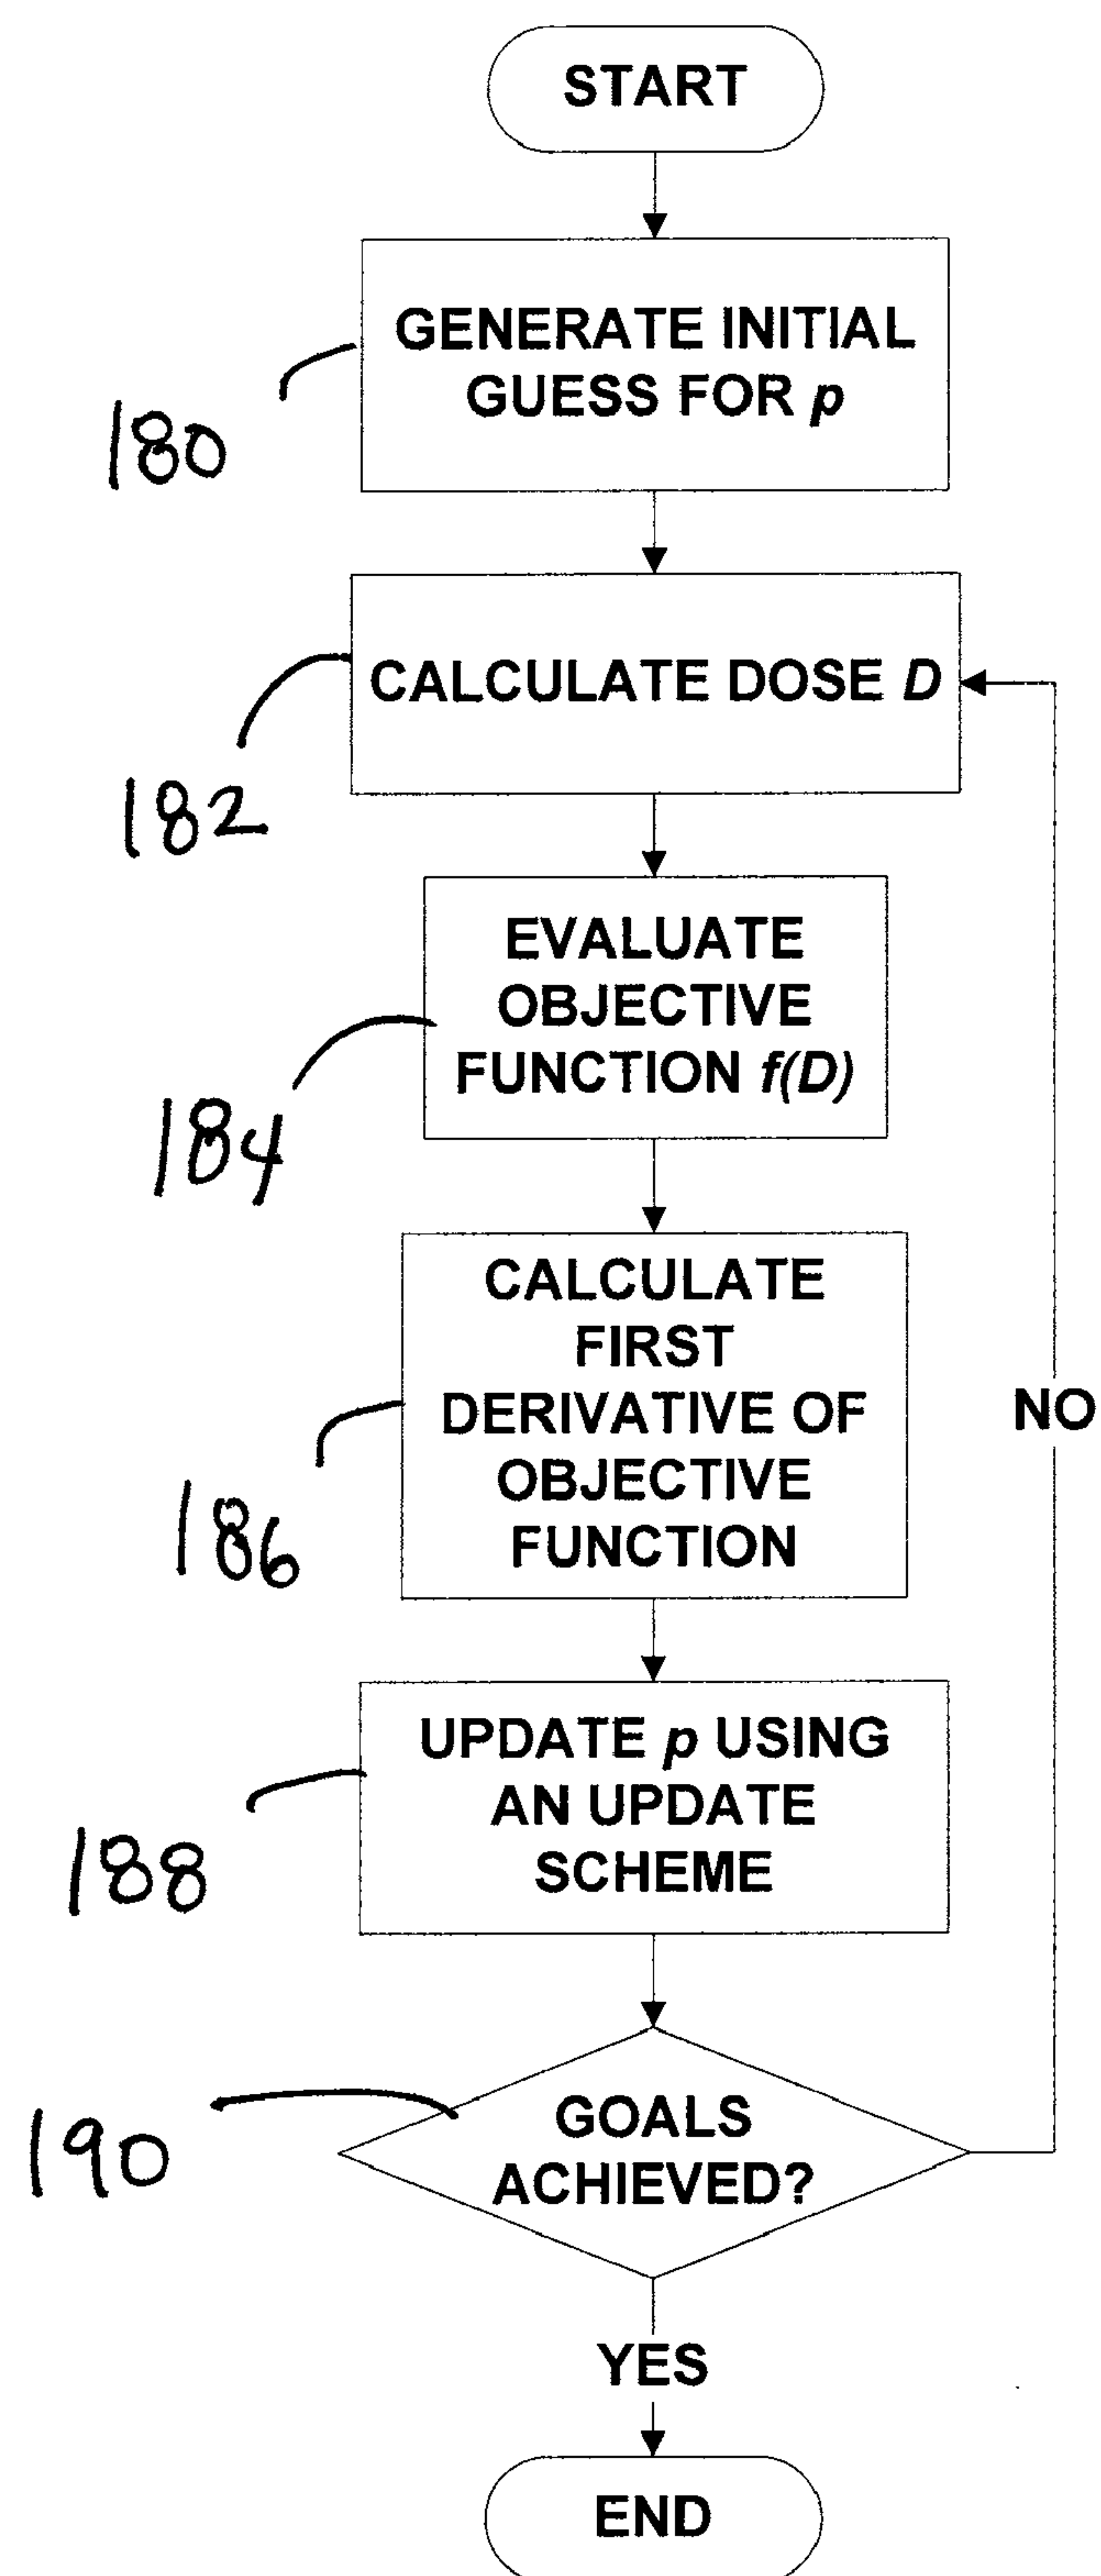 START
GENERATE INITIAL
GUESS FOR p
180
CALCULATE DOSE D
182
EVALUATE
OBJECTIVE
FUNCTION f(D)
184
CALCULATE
FIRST
DERIVATIVE OF
OBJECTIVE
FUNCTION
NO
186
UPDATE p USING
AN UPDATE
SCHEME
188
GOALS
ACHIEVED?
190
YES
END